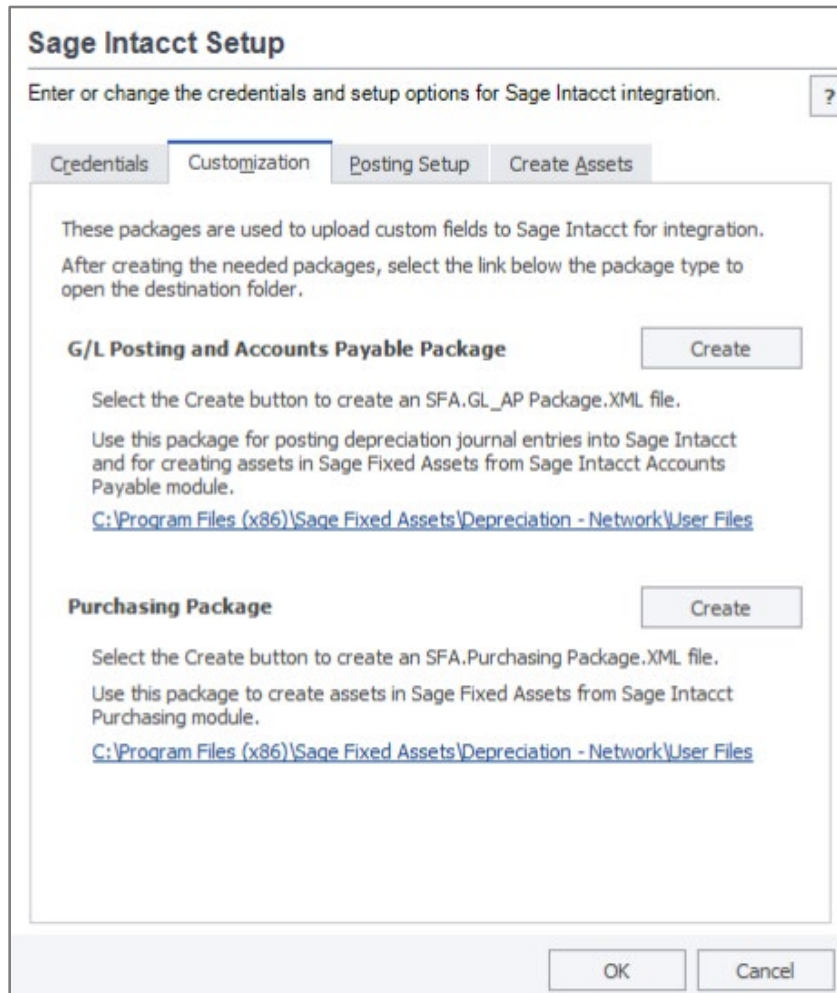 Sage Intacct Setup
Enter or change the credentials and setup options for Sage Intacct integration.
?
Credentials
Customization
Posting Setup
Create Assets
These packages are used to upload custom fields to Sage Intacct for integration.
After creating the needed packages, select the link below the package type to
open the destination folder.
G/L Posting and Accounts Payable Package
Create
Select the Create button to create an SFA.GL_AP Package.XML file.
Use this package for posting depreciation journal entries into Sage Intacct
and for creating assets in Sage Fixed Assets from Sage Intacct Accounts
Payable module.
C:\Program Files (x86)\Sage Fixed Assets\Depreciation - Network\User Files
Purchasing Package
Create
Select the Create button to create an SFA.Purchasing Package.XML file.
Use this package to create assets in Sage Fixed Assets from Sage Intacct
Purchasing module.
C:\Program Files (x86)\Sage Fixed Assets\Depreciation - Network\User Files
OK
Cancel